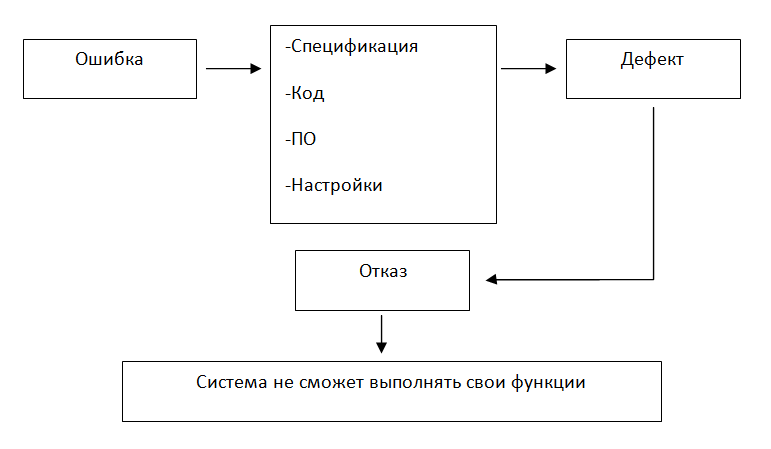 Ошибка
-Спецификация
-Код
-ПО
-Настройки
Дефект
Отказ
Система не сможет выполнять свои функции